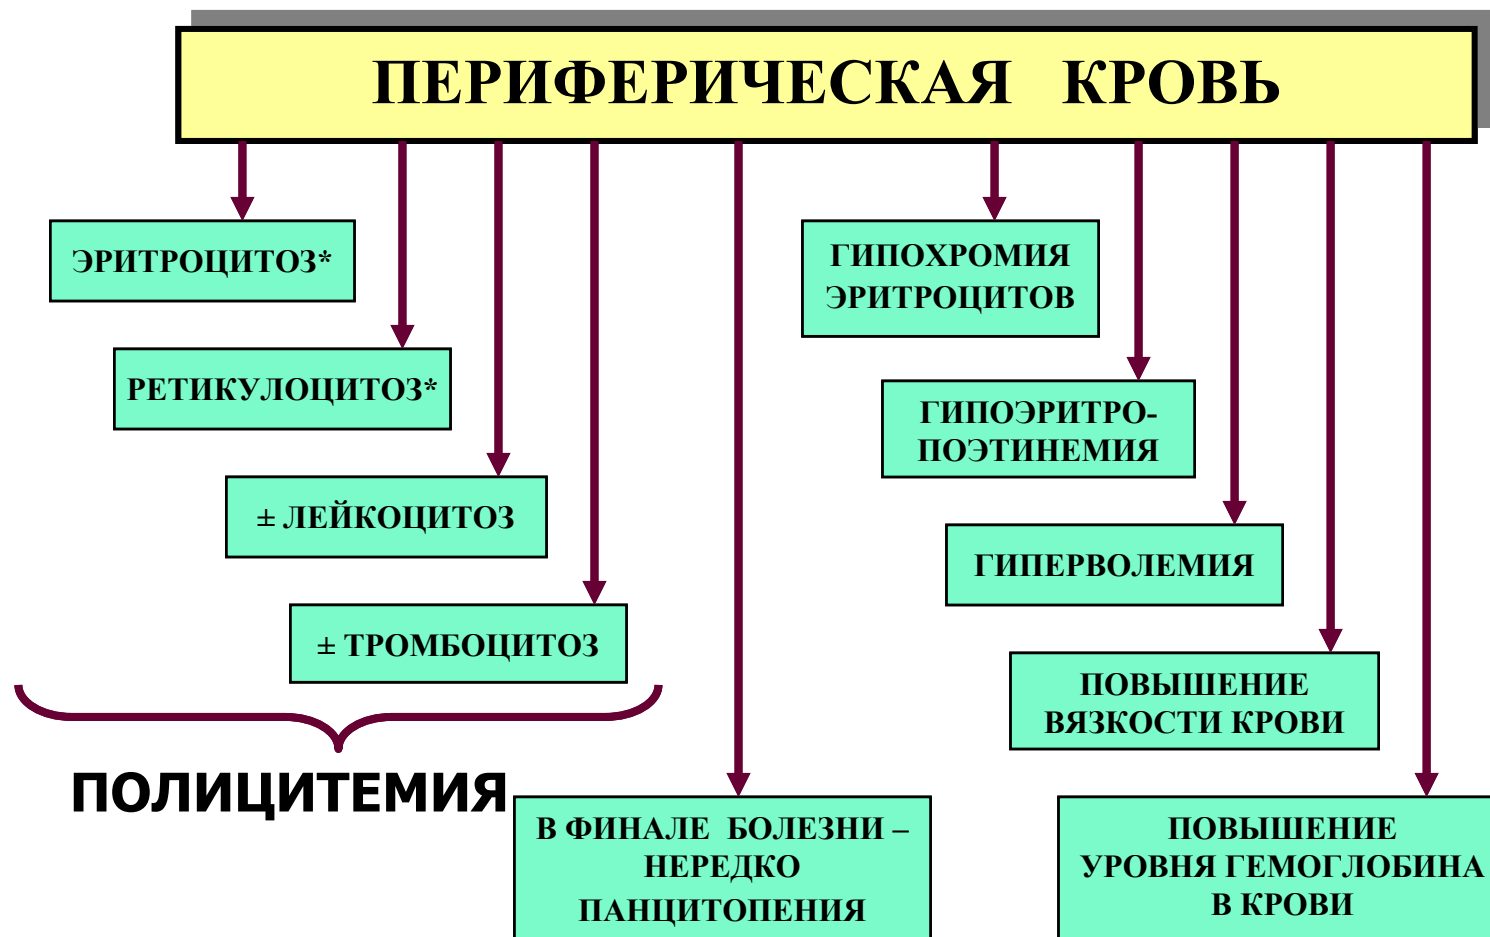 ПЕРИФЕРИЧЕСКАЯ КРОВЬ
ЭРИТРОЦИТОЗ*
РЕТИКУЛОЦИТОЗ*
± ЛЕЙКОЦИТОЗ
± ТРОМБОЦИТОЗ
ПОЛИЦИТЕМИЯ
В ФИНАЛЕ БОЛЕЗНИ –
НЕРЕДКО
ПАНЦИТОПЕНИЯ
ГИПОХРОМИЯ
ЭРИТРОЦИТОВ
ГИПОЭРИТРО-
ПОЭТИНЕМИЯ
ГИПЕРВОЛЕМИЯ
ПОВЫШЕНИЕ
ВЯЗКОСТИ КРОВИ
ПОВЫШЕНИЕ
УРОВНЯ ГЕМОГЛОБИНА
В КРОВИ